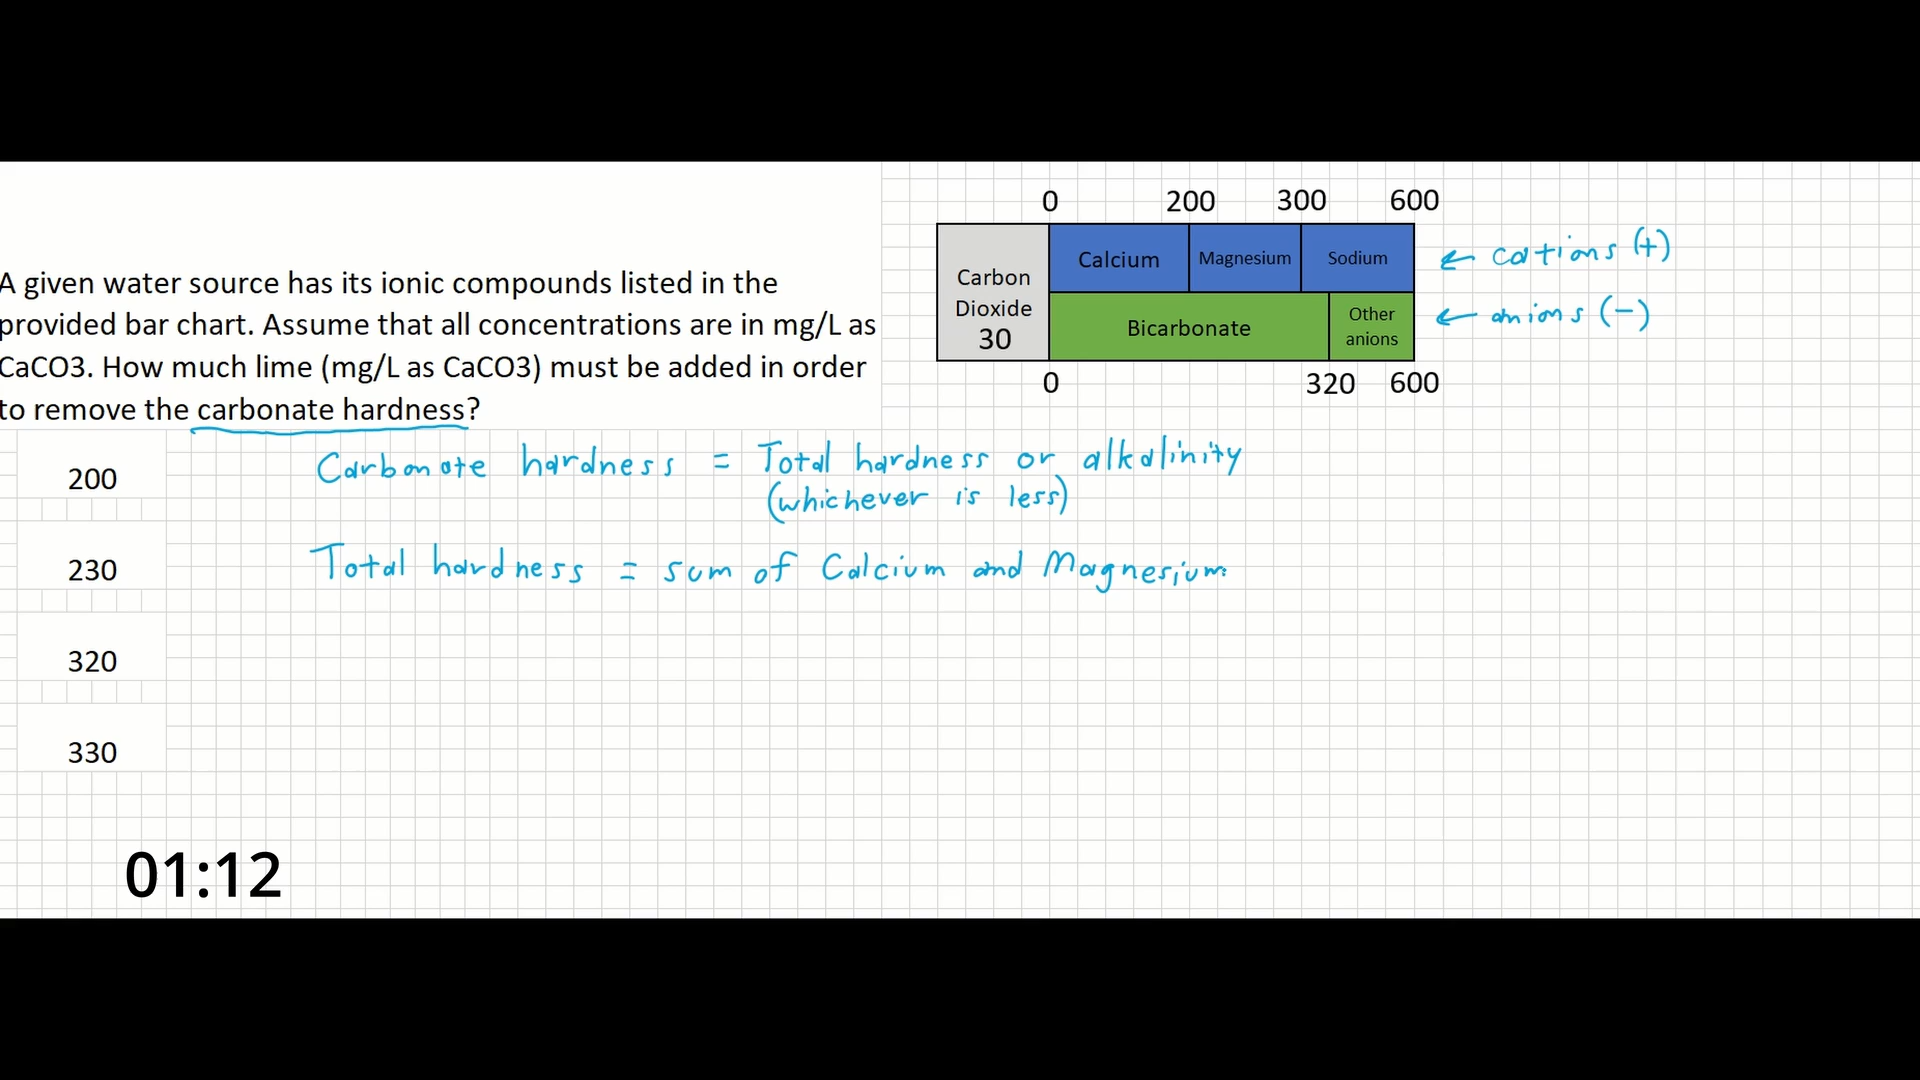 0 200 300 600
Calcium Magnesium Sodium
← cations (+)
Carbon
Dioxide
30
Bicarbonate
Other
anions
← anions (-)
0 320 600
A given water source has its ionic compounds listed in the
provided bar chart. Assume that all concentrations are in mg/L as
CaCO3. How much lime (mg/L as CaCO3) must be added in order
to remove the carbonate hardness?
Carbonate hardness = Total hardness or alkalinity
(whichever is less)
Total hardness = sum of Calcium and Magnesium
200
230
320
330
01:12